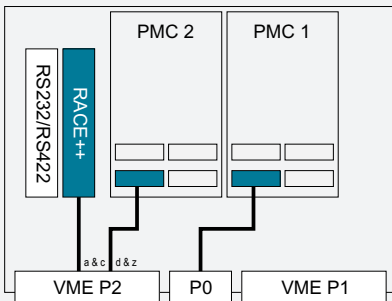 PMC 2
PMC 1
RS232/RS422
RACE++
a & c
d & z
VME P2
P0
VME P1